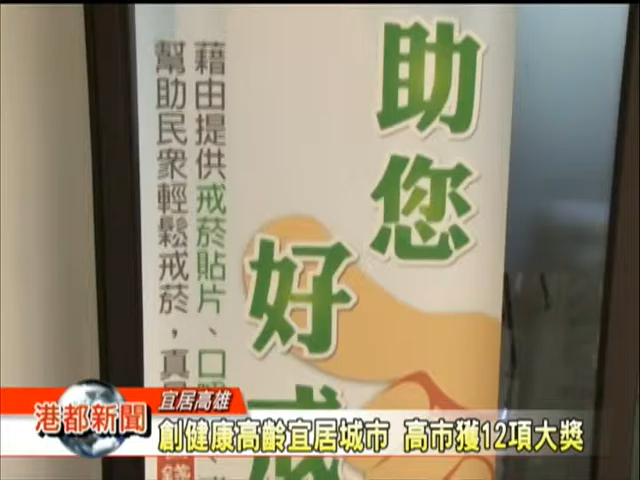 助您
好戒
藉由提供戒菸貼片、口
幫助民眾輕鬆戒菸，真
港都新聞
宜居高雄
創健康高齡宜居城市 高市獲12項大獎